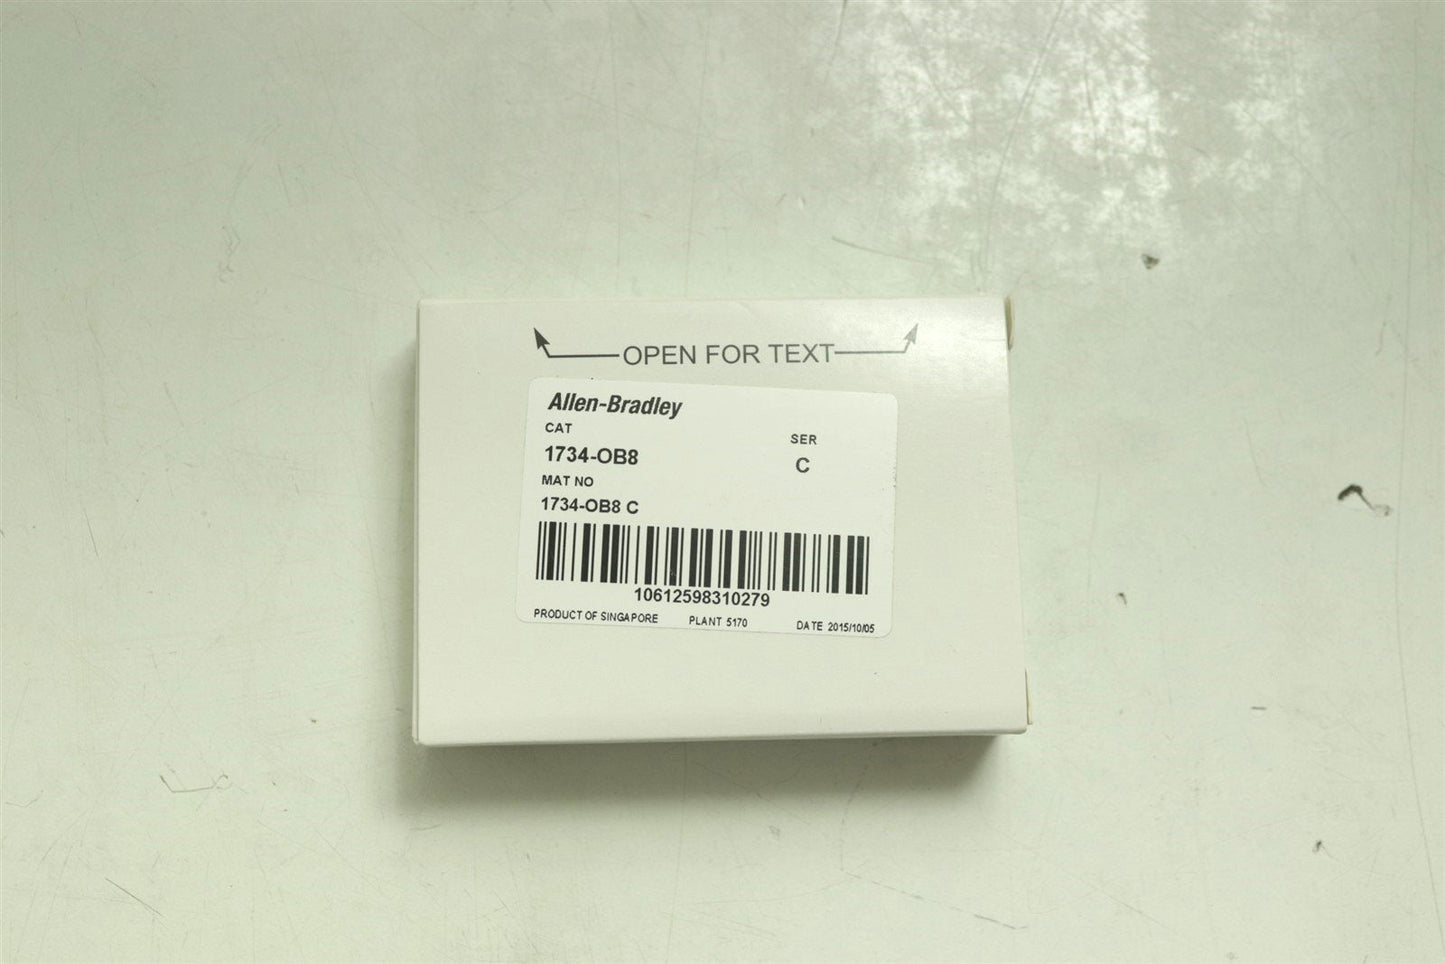 OPEN FOR TEXT
Allen-Bradley
CAT
SER
1734-OB8
C
MAT NO
1734-OB8 C
10612598310279
PRODUCT OF SINGAPORE PLANT 5170 DATE 2015/10/05